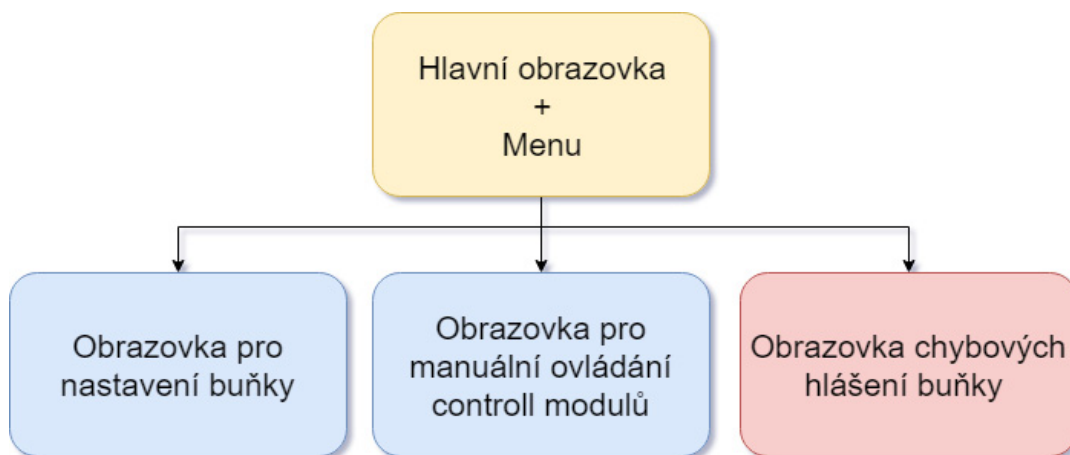 Hlavní obrazovka
+
Menu
Obrazovka pro
nastavení buňky
Obrazovka pro
manuální ovládání
controll modulů
Obrazovka chybových
hlášení buňky